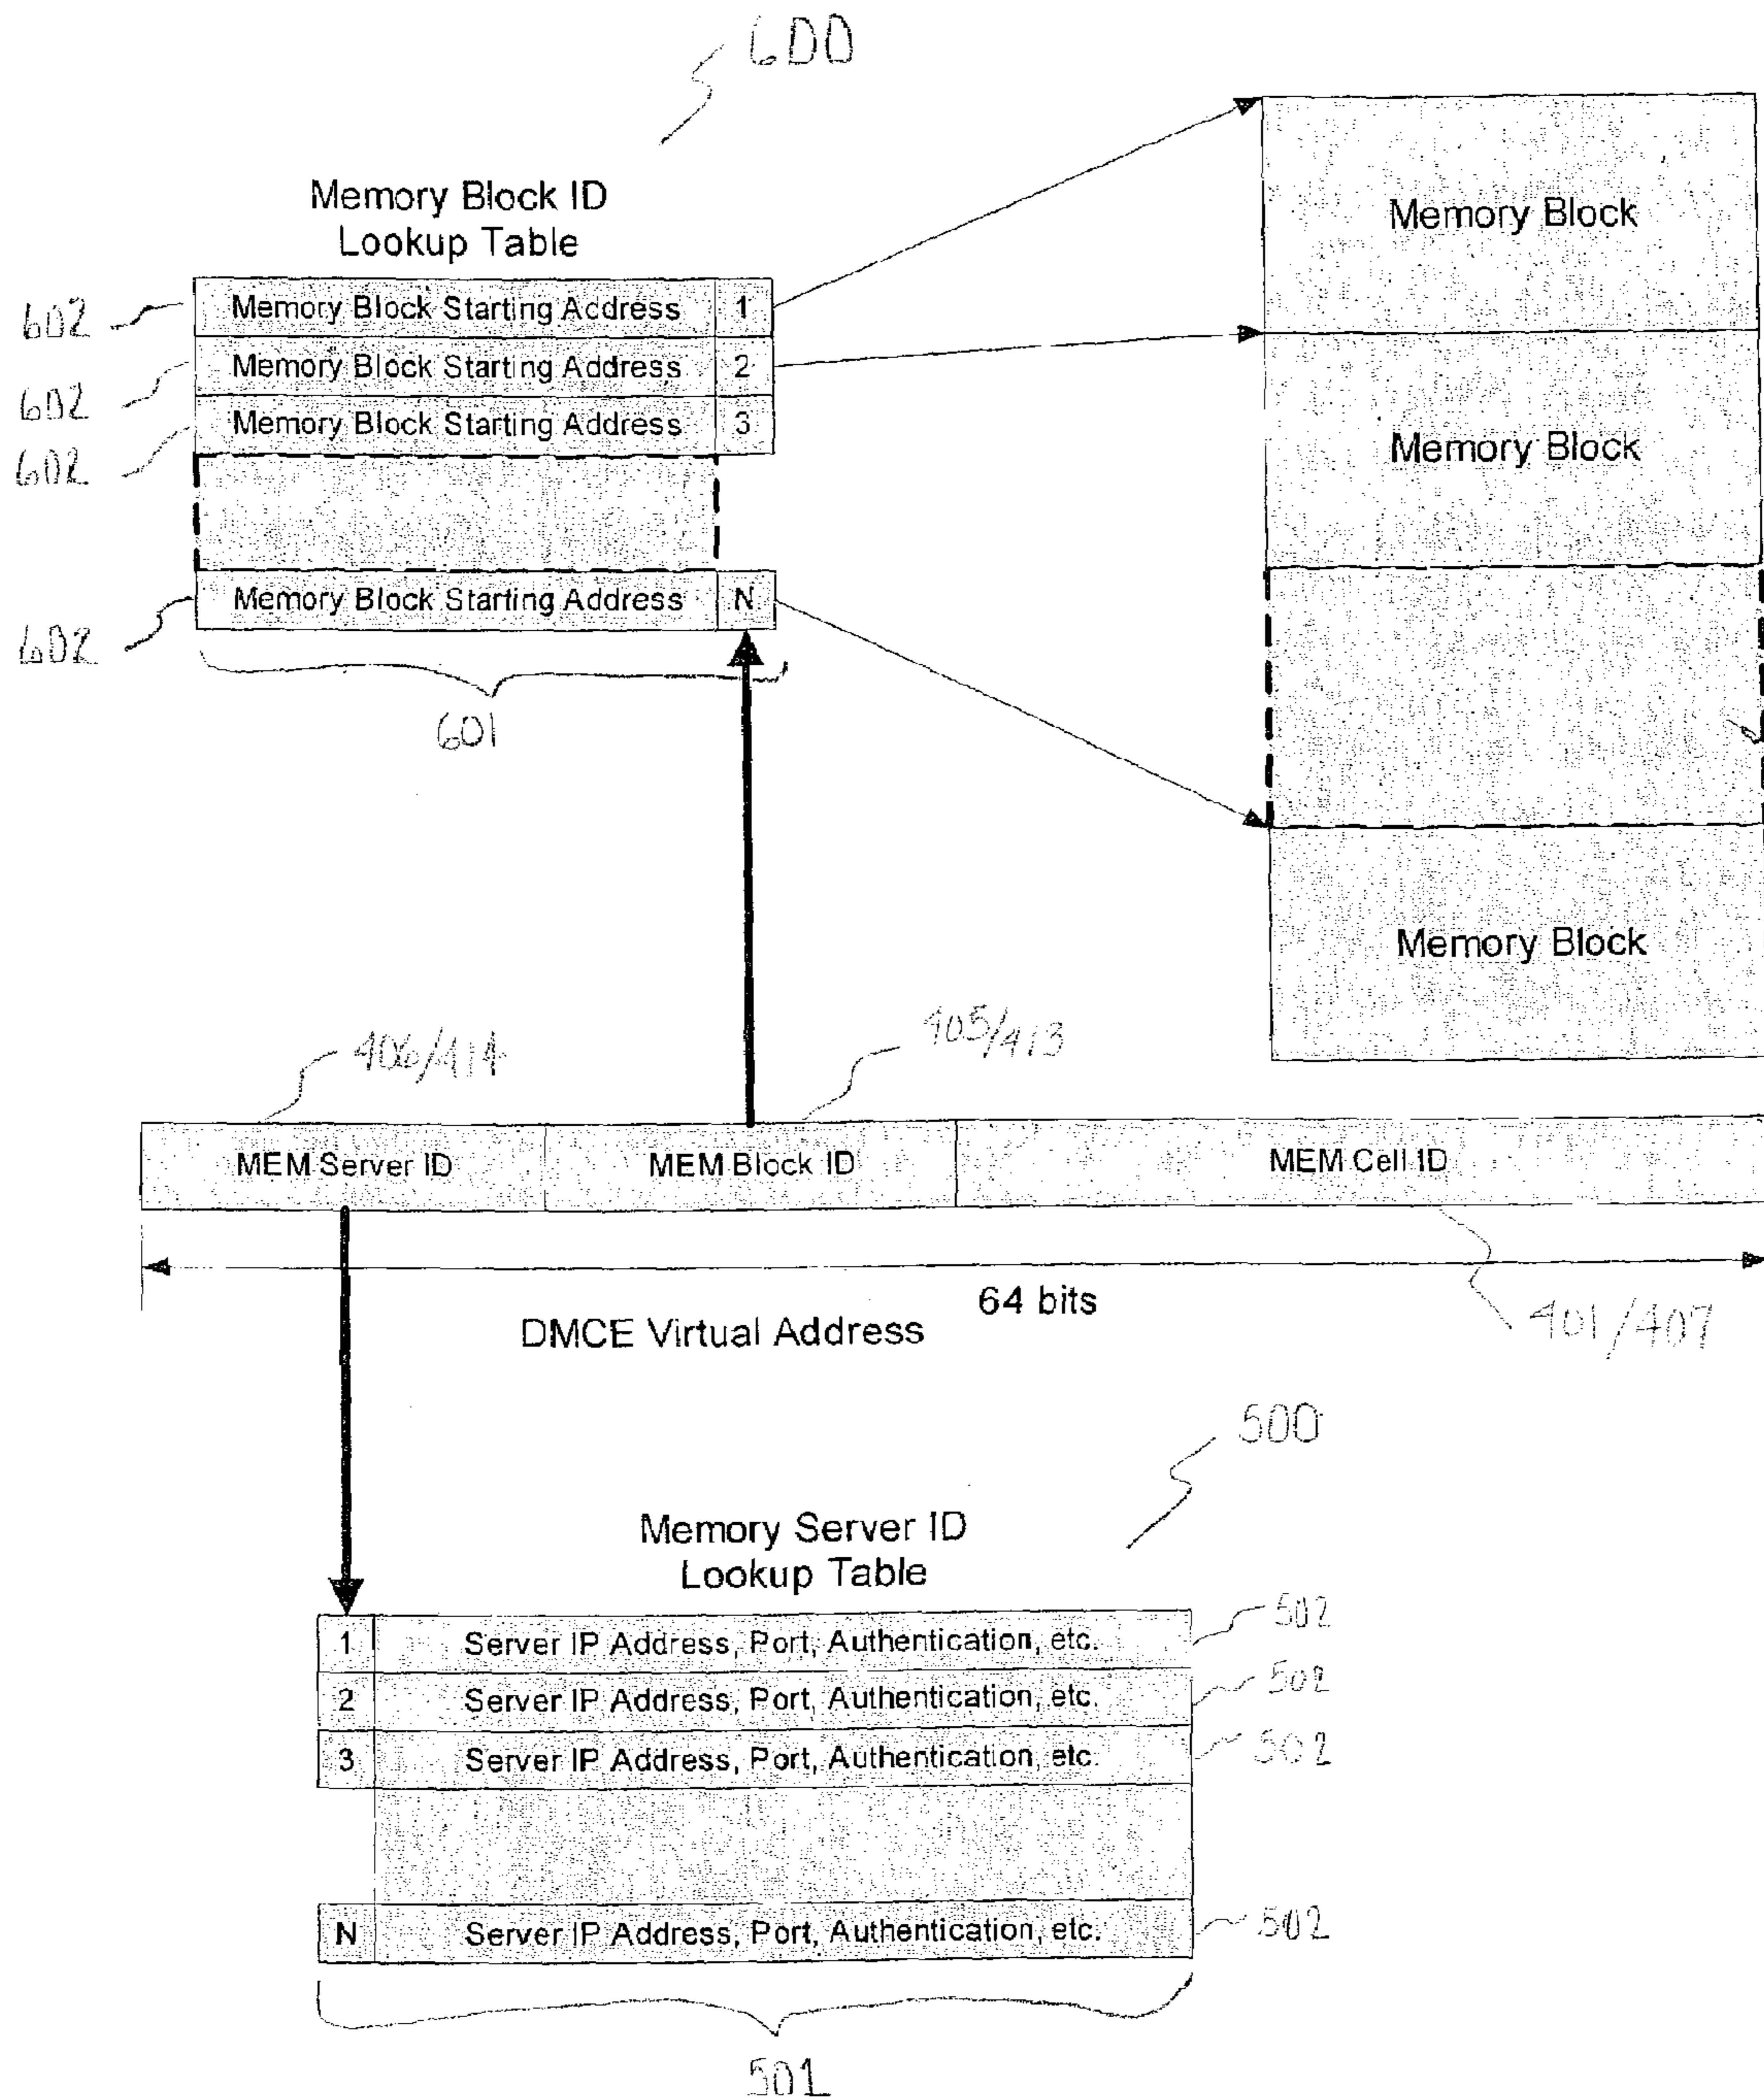 600
Memory Block ID
Lookup Table
Memory Block
602
Memory Block Starting Address 1
602
Memory Block Starting Address 2
602
Memory Block Starting Address 3
Memory Block
602
Memory Block Starting Address N
601
Memory Block
406/414
405/413
MEM Server ID
MEM Block ID
MEM Cell ID
64 bits
DMCE Virtual Address
401/407
500
Memory Server ID
Lookup Table
1 Server IP Address, Port, Authentication, etc.
502
2 Server IP Address, Port, Authentication, etc.
502
3 Server IP Address, Port, Authentication, etc.
502
N Server IP Address, Port, Authentication, etc.
502
501